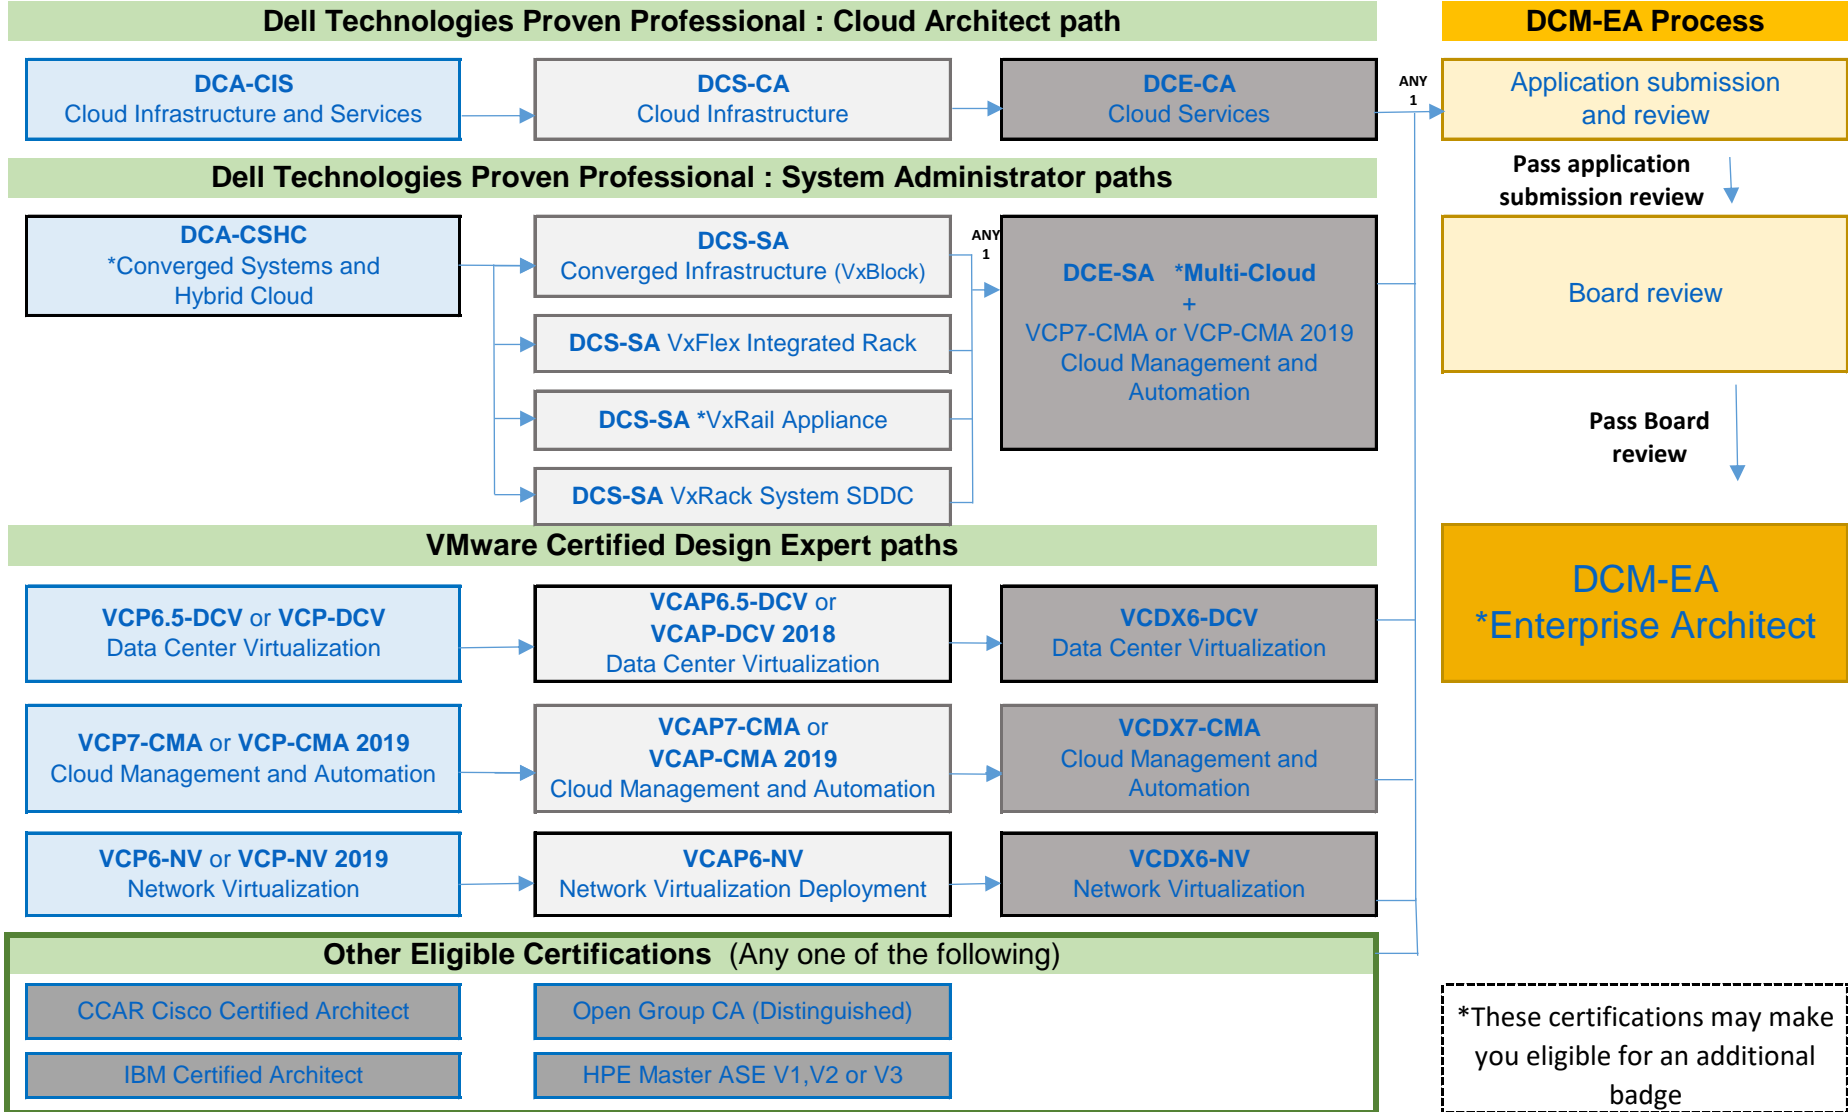 Dell Technologies Proven Professional : Cloud Architect path
DCA-CIS
Cloud Infrastructure and Services
DCS-CA
Cloud Infrastructure
DCE-CA
Cloud Services
ANY
1
Dell Technologies Proven Professional : System Administrator paths
DCA-CSHC
*Converged Systems and
Hybrid Cloud
DCS-SA
Converged Infrastructure (VxBlock)
DCS-SA VxFlex Integrated Rack
DCS-SA *VxRail Appliance
DCS-SA VxRack System SDDC
ANY
1
DCE-SA *Multi-Cloud
+
VCP7-CMA or VCP-CMA 2019
Cloud Management and
Automation
VMware Certified Design Expert paths
VCP6.5-DCV or VCP-DCV
Data Center Virtualization
VCAP6.5-DCV or
VCAP-DCV 2018
Data Center Virtualization
VCDX6-DCV
Data Center Virtualization
VCP7-CMA or VCP-CMA 2019
Cloud Management and Automation
VCAP7-CMA or
VCAP-CMA 2019
Cloud Management and Automation
VCDX7-CMA
Cloud Management and
Automation
VCP6-NV or VCP-NV 2019
Network Virtualization
VCAP6-NV
Network Virtualization Deployment
VCDX6-NV
Network Virtualization
Other Eligible Certifications (Any one of the following)
CCAR Cisco Certified Architect
Open Group CA (Distinguished)
IBM Certified Architect
HPE Master ASE V1,V2 or V3
DCM-EA Process
Application submission
and review
Pass application
submission review
Board review
Pass Board
review
DCM-EA
*Enterprise Architect
*These certifications may make
you eligible for an additional
badge